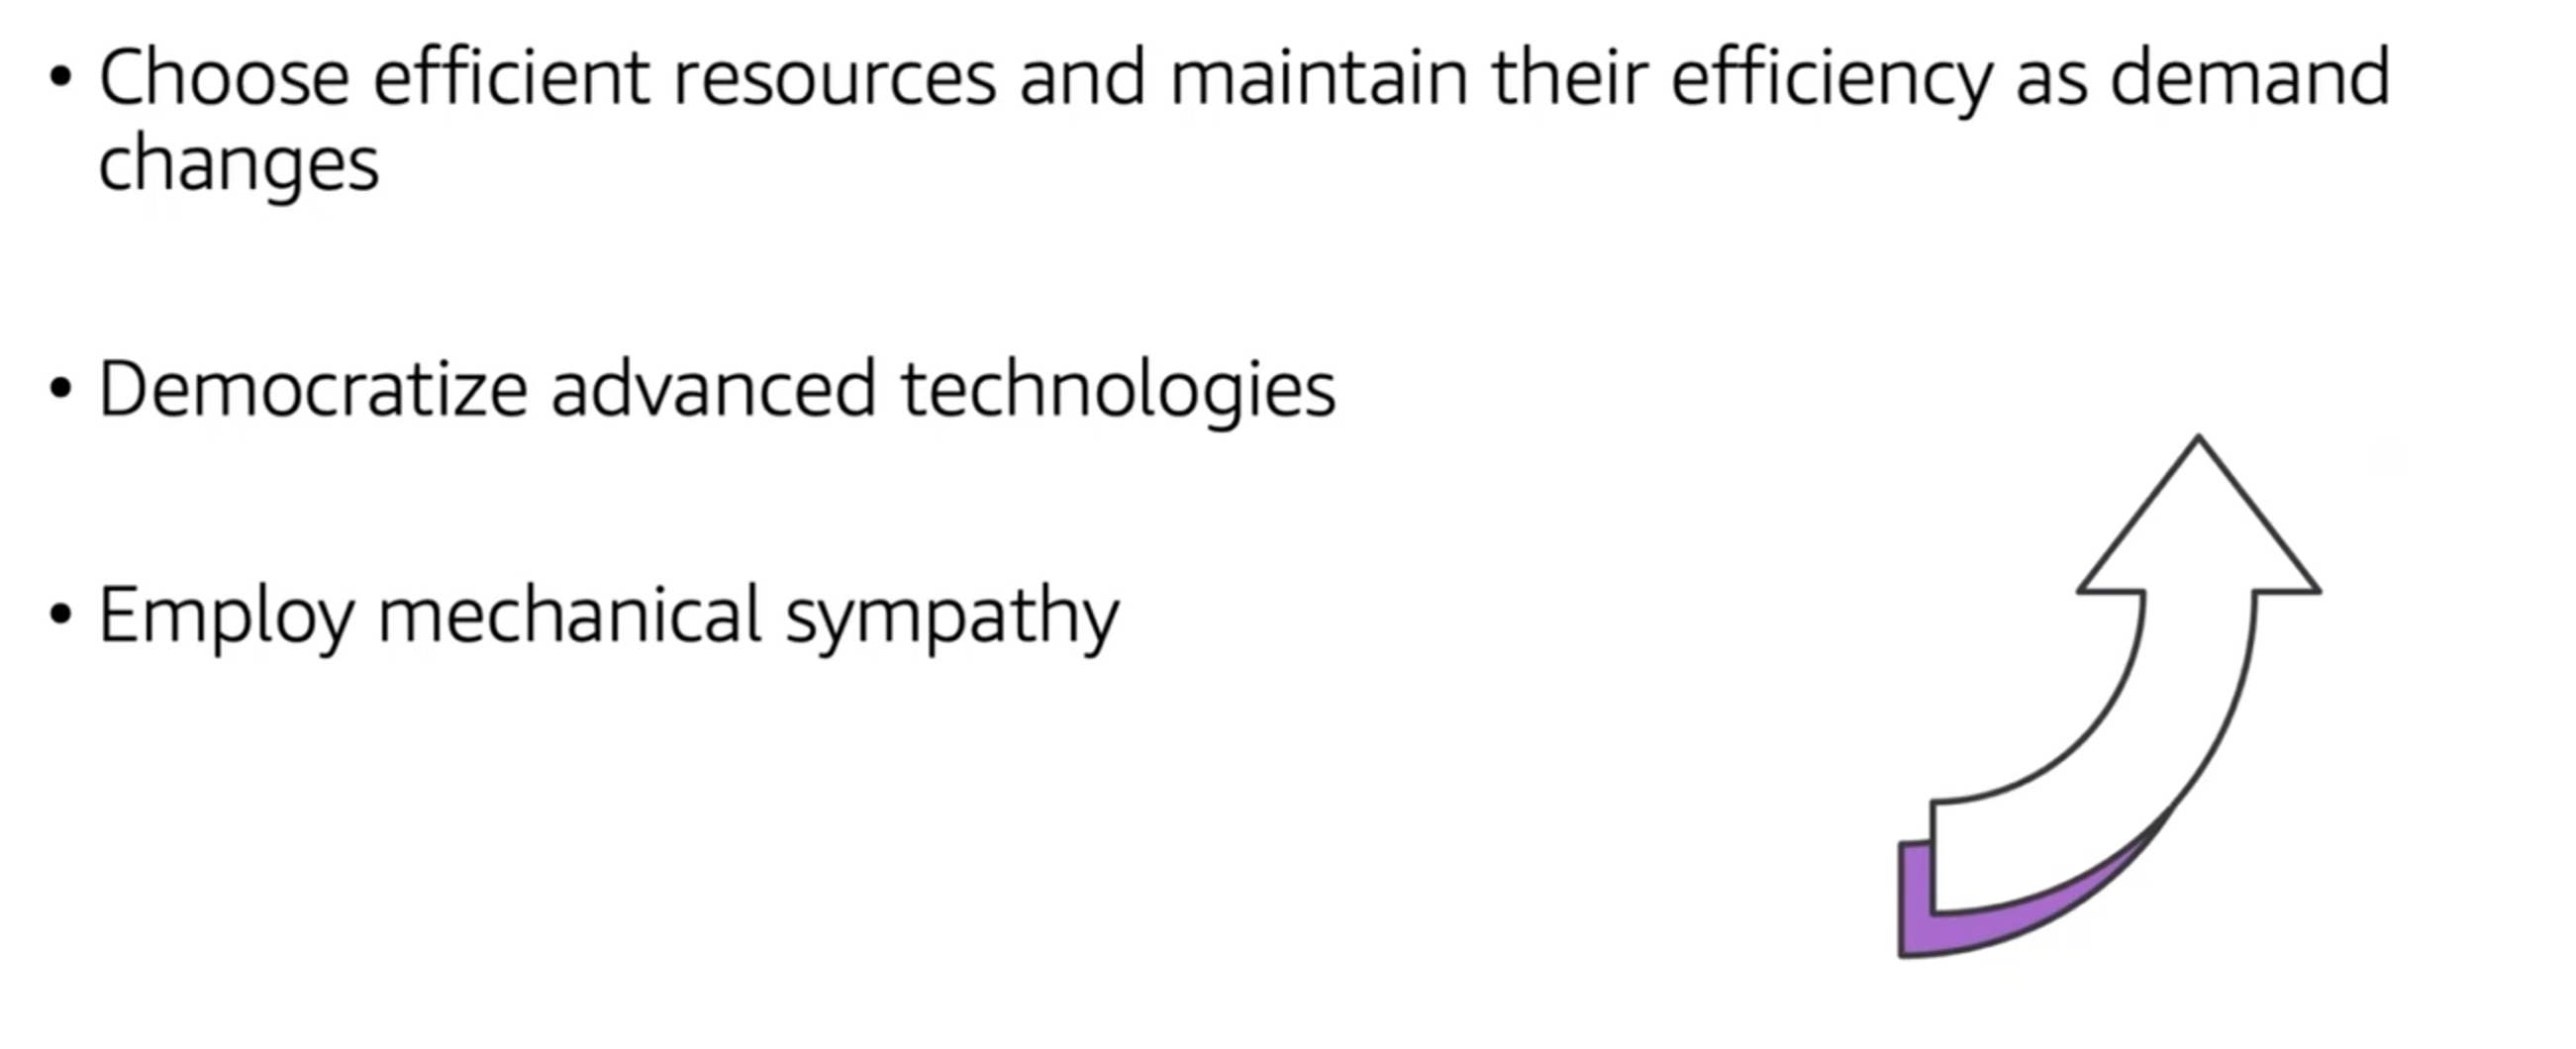 • Choose efficient resources and maintain their efficiency as demand
changes
• Democratize advanced technologies
• Employ mechanical sympathy